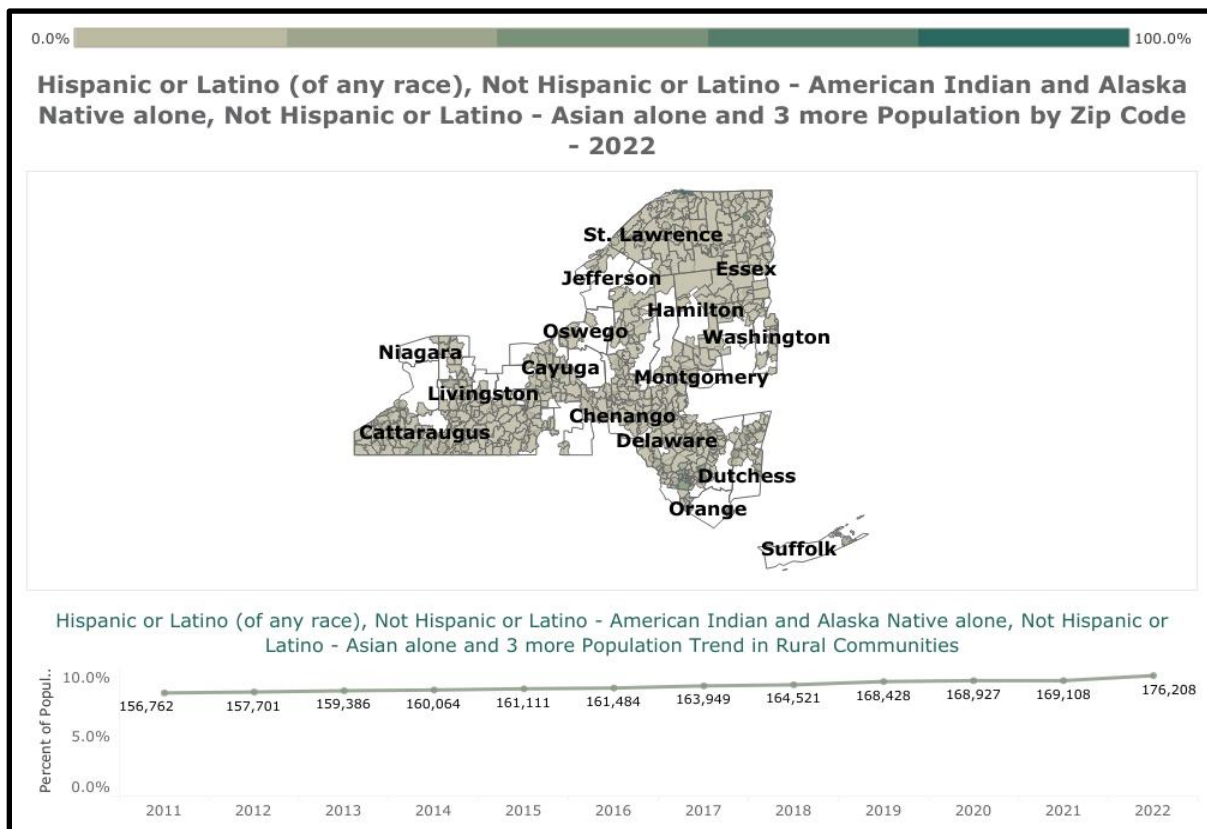 0.0%
100.0%
Hispanic or Latino (of any race), Not Hispanic or Latino - American Indian and Alaska
Native alone, Not Hispanic or Latino - Asian alone and 3 more Population by Zip Code
- 2022
St. Lawrence
Essex
Jefferson
Hamilton
Oswego
Washington
Niagara
Cayuga
Montgomery
Livingston
Chenango
Cattaraugus
Delaware
Dutchess
Orange
Suffolk
Hispanic or Latino (of any race), Not Hispanic or Latino - American Indian and Alaska Native alone, Not Hispanic or
Latino - Asian alone and 3 more Population Trend in Rural Communities
Percent of Popul..
10.0%
5.0%
0.0%
156,762 157,701 159,386 160,064 161,111 161,484 163,949 164,521 168,428 168,927 169,108 176,208
2011 2012 2013 2014 2015 2016 2017 2018 2019 2020 2021 2022